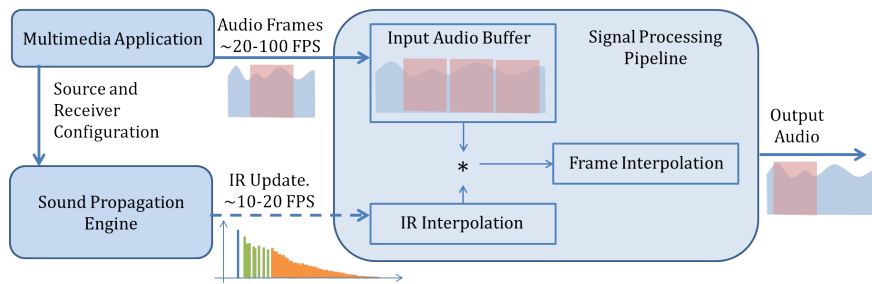 Multimedia Application
Audio Frames
~20-100 FPS
Input Audio Buffer
Signal Processing
Pipeline
Source and
Receiver
Configuration
Output
Audio
*
Frame Interpolation
Sound Propagation
Engine
IR Update.
~10-20 FPS
IR Interpolation